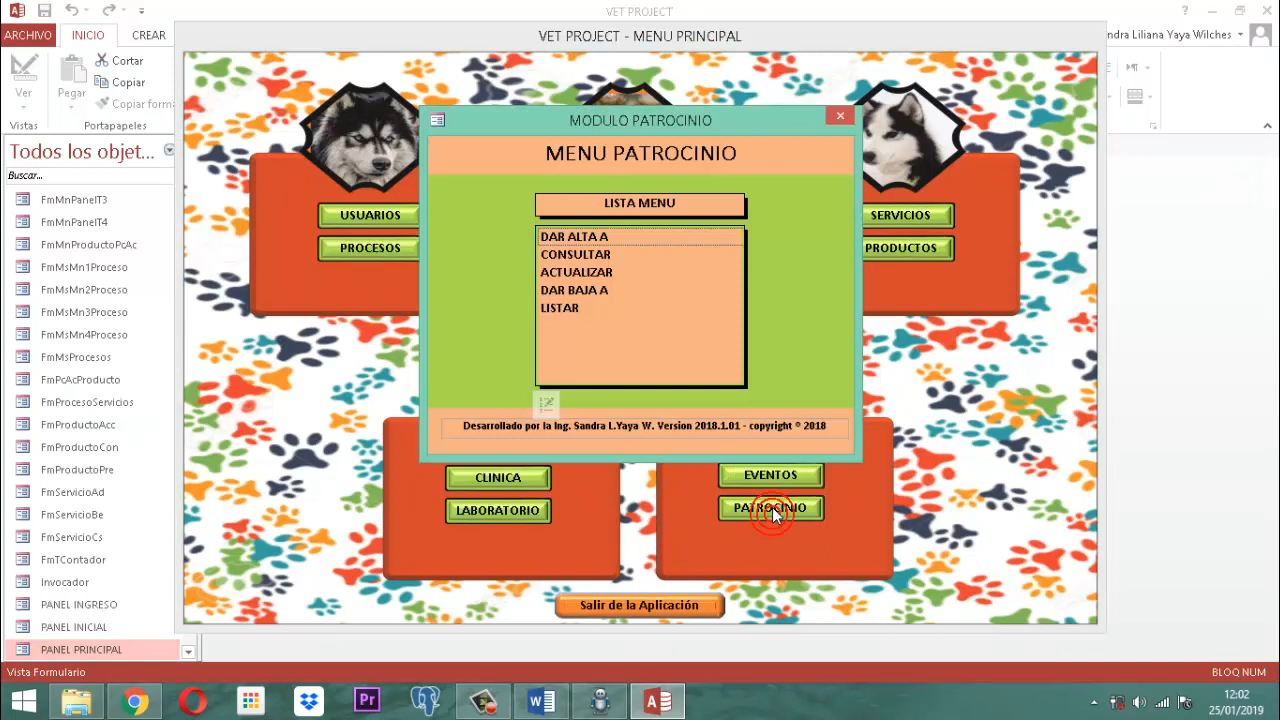 VET PROJECT
ARCHIVO
INICIO
CREAR
ndra Liliana Yaya Wilches
Ver
Pegar
Cortar
Copiar
Copiar forma
Vistas
Portapapeles
Todos los objet...
Buscar...
FmMnPanelT3
FmMnPanelT4
FmMnProductoPcAc
FmMsMn1Proceso
FmMsMn2Proceso
FmMsMn3Proceso
FmMsMn4Proceso
FmMsProcesos
FmPcAcProducto
FmProcesoServicios
FmProductoAcc
FmProductoCon
FmProductoPre
FmServicioAd
FmServicioCs
FmTContador
Invocador
PANEL INGRESO
PANEL INICIAL
PANEL PRINCIPAL
VET PROJECT - MENU PRINCIPAL
USUARIOS
PROCESOS
SERVICIOS
PRODUCTOS
MODULO PATROCINIO
MENU PATROCINIO
LISTA MENU
DAR ALTA A
CONSULTAR
ACTUALIZAR
DAR BAJA A
LISTAR
Desarrollado por la Ing. Sandra L.Yaya W. Version 2018.1.01 - copyright ® 2018
CLINICA
LABORATORIO
EVENTOS
PATROCINIO
Salir de la Aplicación
Vista Formulario
BLOQ NUM
Pr
12:02
25/01/2019